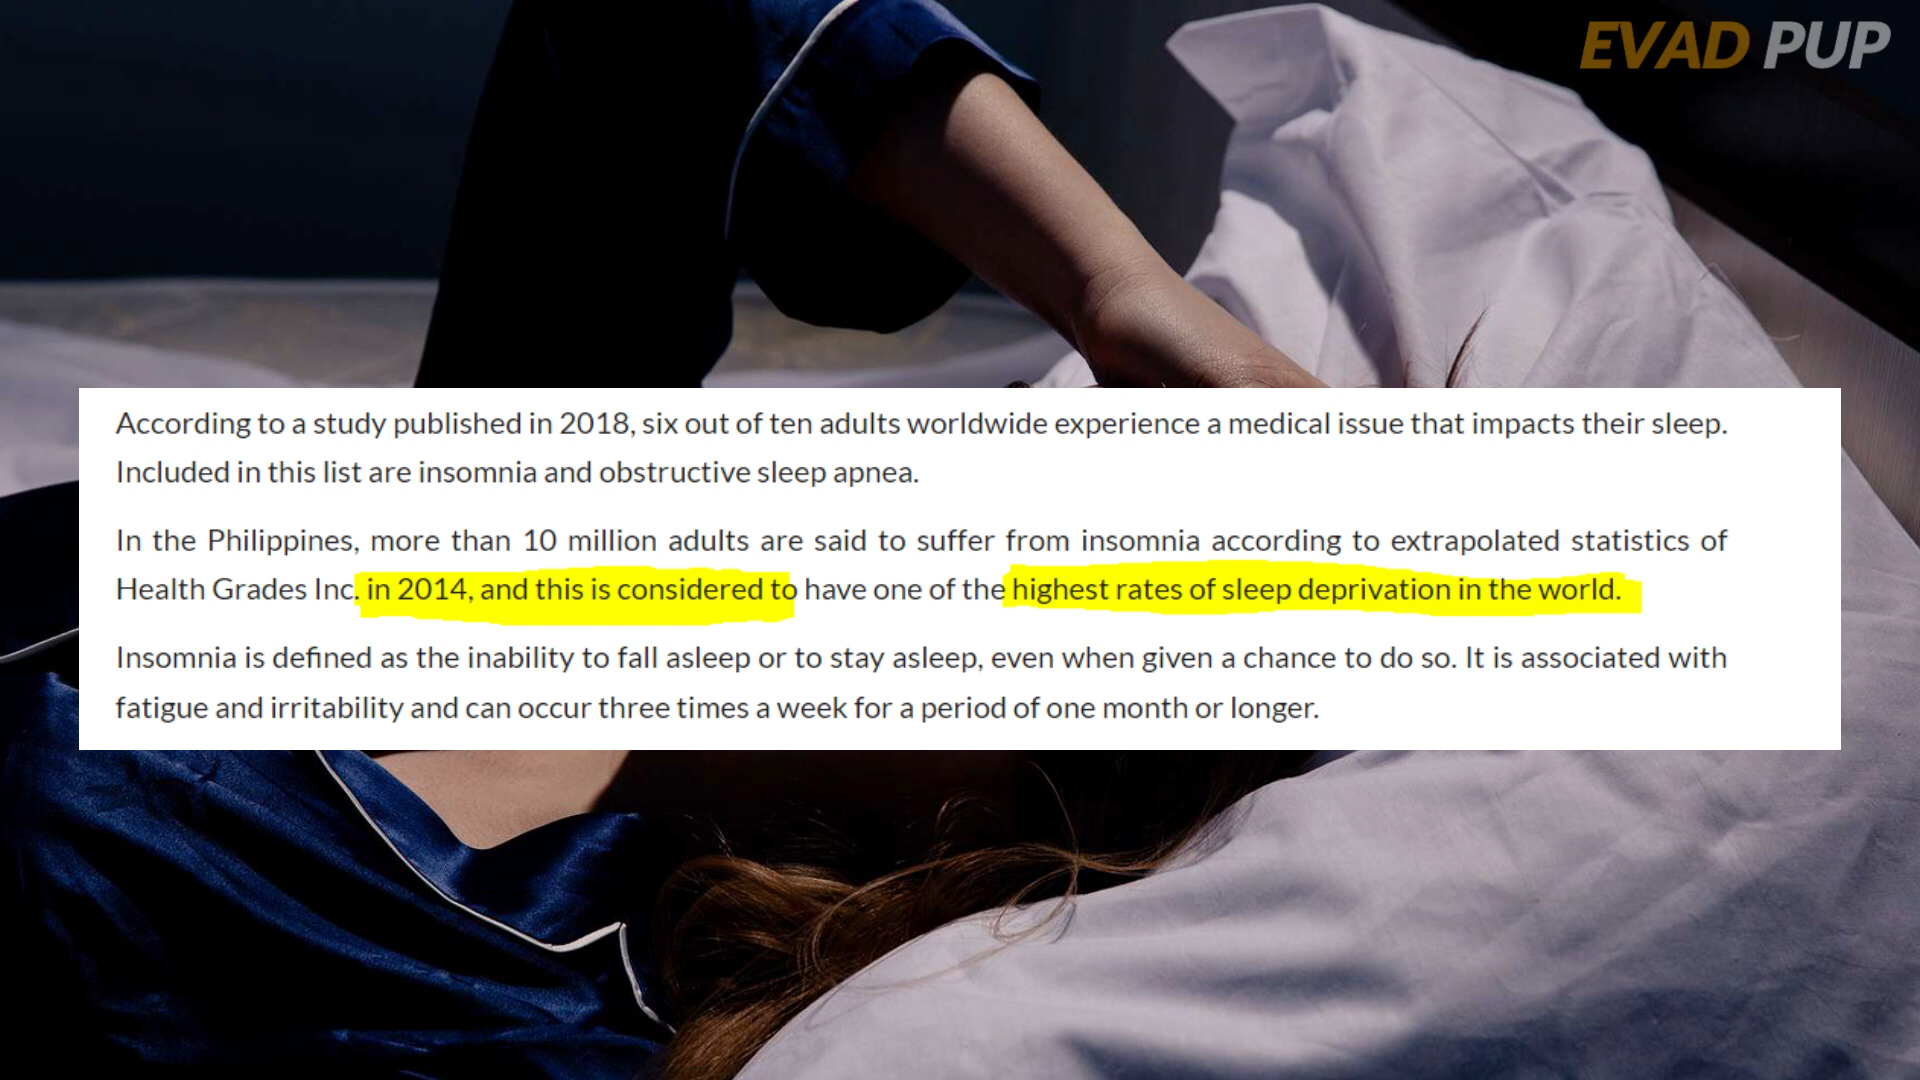 EVAD PUP
According to a study published in 2018, six out of ten adults worldwide experience a medical issue that impacts their sleep.
Included in this list are insomnia and obstructive sleep apnea.
In the Philippines, more than 10 million adults are said to suffer from insomnia according to extrapolated statistics of
Health Grades Inc. in 2014, and this is considered to have one of the highest rates of sleep deprivation in the world.
Insomnia is defined as the inability to fall asleep or to stay asleep, even when given a chance to do so. It is associated with
fatigue and irritability and can occur three times a week for a period of one month or longer.